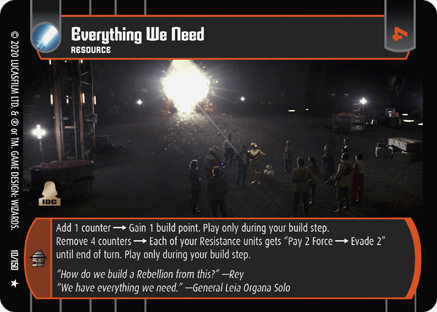 Everything We Need
RESOURCE
4
© 2020 LUCASFILM LTD. & ® or TM. GAME DESIGN: WIZARDS.
IDC
Add 1 counter → Gain 1 build point. Play only during your build step.
Remove 4 counters → Each of your Resistance units gets "Pay 2 Force → Evade 2"
until end of turn. Play only during your build step.
"How do we build a Rebellion from this?" —Rey
"We have everything we need." —General Leia Organa Solo
10/150 ★